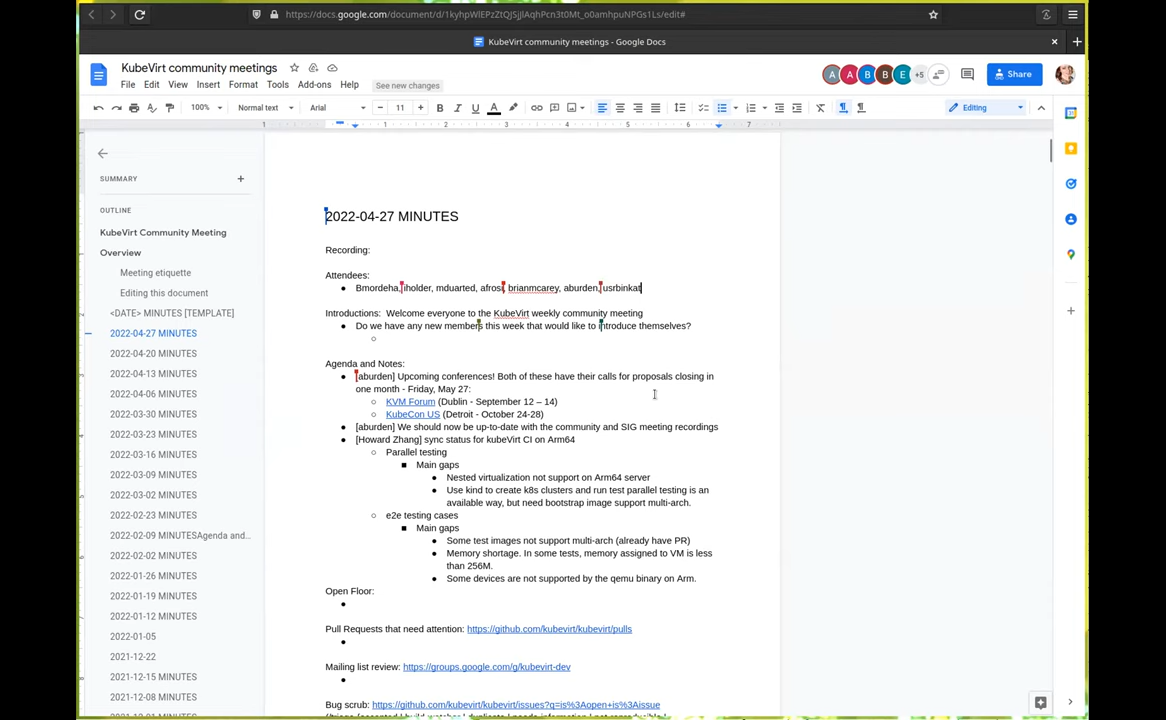 https://docs.google.com/document/d/1kyhpWlEPzZtQJSjJlAqhPcn3t0Mt_o0amhpuNPGs1Ls/edit#
KubeVirt community meetings - Google Docs
KubeVirt community meetings
File Edit View Insert Format Tools Add-ons Help
See new changes
A A B B E +5
Share
100% Normal text Arial 11 Editing
1 1 2 3 4 5 6 7
SUMMARY
OUTLINE
KubeVirt Community Meeting
Overview
Meeting etiquette
Editing this document
<DATE> MINUTES [TEMPLATE]
2022-04-27 MINUTES
2022-04-20 MINUTES
2022-04-13 MINUTES
2022-04-06 MINUTES
2022-03-30 MINUTES
2022-03-23 MINUTES
2022-03-16 MINUTES
2022-03-09 MINUTES
2022-03-02 MINUTES
2022-02-23 MINUTES
2022-02-09 MINUTESAgenda and...
2022-02-02 MINUTES
2022-01-26 MINUTES
2022-01-19 MINUTES
2022-01-12 MINUTES
2022-01-05
2021-12-22
2021-12-15 MINUTES
2021-12-08 MINUTES
2022-04-27 MINUTES
Recording:
Attendees:
Bmordeha, iholder, mduarted, afrosi, brianmcarey, aburden, usrbinkat
Introductions: Welcome everyone to the KubeVirt weekly community meeting
Do we have any new members this week that would like to introduce themselves?
Agenda and Notes:
[aburden] Upcoming conferences! Both of these have their calls for proposals closing in
one month - Friday, May 27:
KVM Forum (Dublin - September 12 – 14)
KubeCon US (Detroit - October 24-28)
[aburden] We should now be up-to-date with the community and SIG meeting recordings
[Howard Zhang] sync status for kubeVirt CI on Arm64
Parallel testing
Main gaps
Nested virtualization not support on Arm64 server
Use kind to create k8s clusters and run test parallel testing is an
available way, but need bootstrap image support multi-arch.
e2e testing cases
Main gaps
Some test images not support multi-arch (already have PR)
Memory shortage. In some tests, memory assigned to VM is less
than 256M.
Some devices are not supported by the qemu binary on Arm.
Open Floor:
Pull Requests that need attention: https://github.com/kubevirt/kubevirt/pulls
Mailing list review: https://groups.google.com/g/kubevirt-dev
Bug scrub: https://github.com/kubevirt/kubevirt/issues?q=is%3Aopen+is%3Aissue